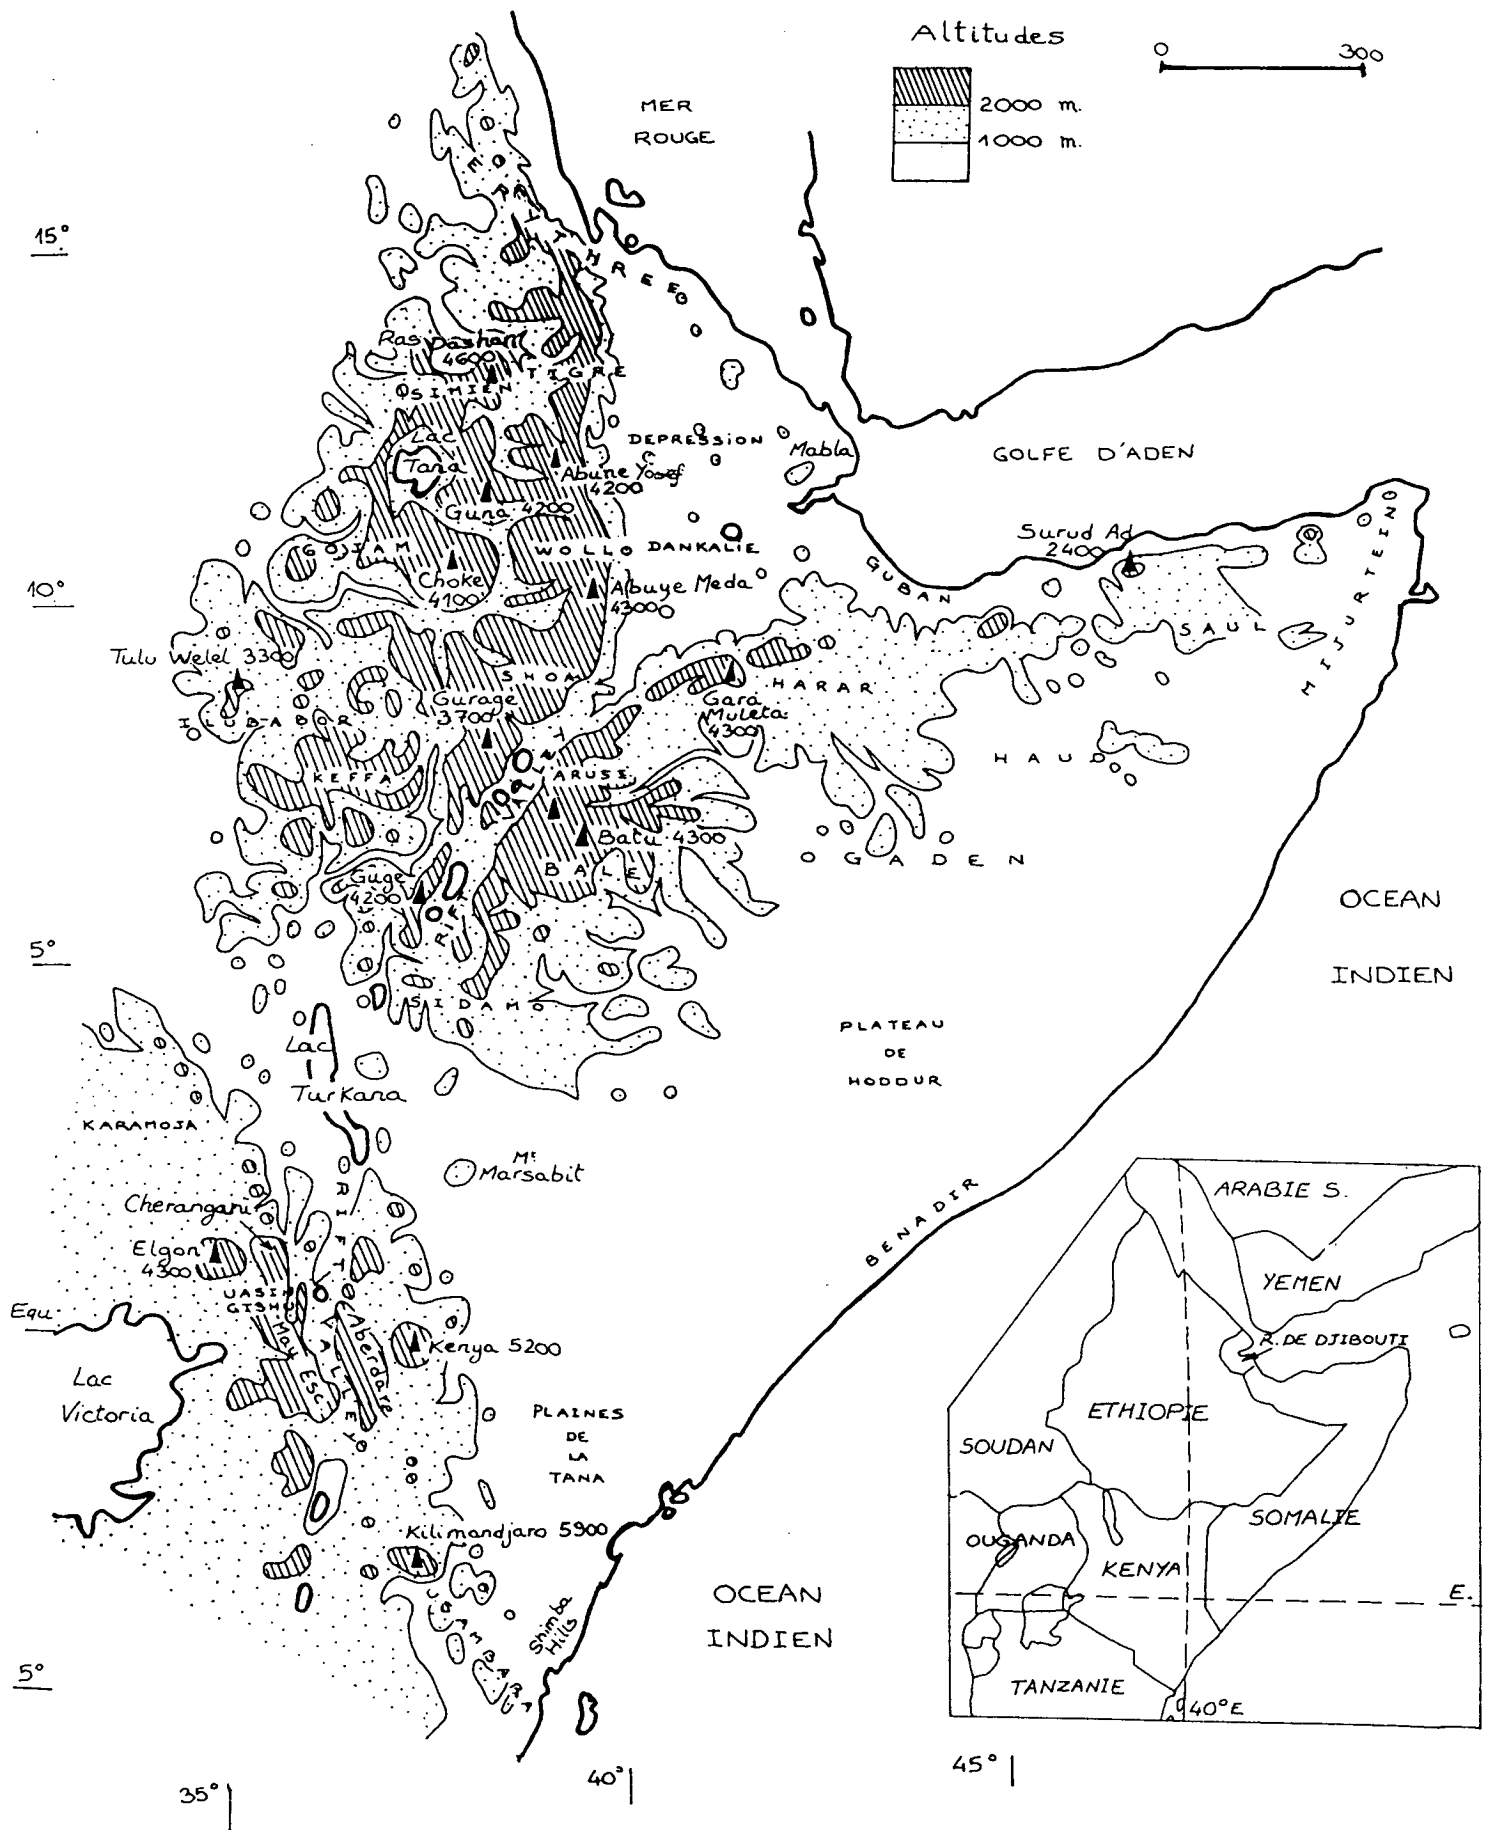 Altitudes
0 300
2000 m.
1000 m.
MER
ROUGE
15°
ERYTHREE
Ras Dashan
4600
SIMIEN
TIGRE
Lac
Tana
DEPRESSION
Mabla
GOLFE D'ADEN
Abune Yosef
4200
Guna 4200
GOJJAM
WOLLO
DANKALIE
Surud Ad
2400
GUBAN
MIJURTEINO
10°
Choke
4100
Abuye Meda
4300
SAUL
Tulu Welel 3300
SHOA
HARAR
Gurage
3700
Gara
Muleta
4300
ILUBABOR
HAUD
KEFFA
ARUSI
Batu 4300
OGADEN
BALE
Guge
4200
RIFT
OCEAN
INDIEN
5°
SIDAMO
PLATEAU
DE
HODDUR
Lac
Turkana
KARAMOJA
Mt
Marsabit
BENADIR
Cherangani
Elgon
4300
RIFT
VALLEY
UASIN
GISHU
Mau
Esc.
Aberdare
Equ.
Kenya 5200
Lac
Victoria
PLAINES
DE
LA
TANA
Kilimandjaro 5900
USAMBARA
Shimba
Hills
OCEAN
INDIEN
5°
35°
40°
45°
ARABIE S.
YEMEN
R. DE DJIBOUTI
ETHIOPIE
SOUDAN
SOMALIE
OUGANDA
KENYA
E.
TANZANIE
40°E